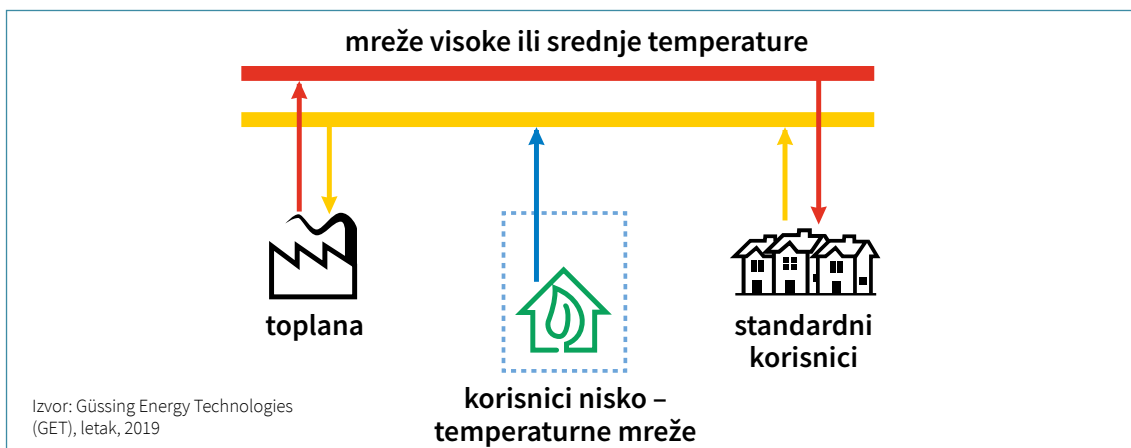 mreže visoke ili srednje temperature
toplana
standardni
korisnici
korisnici nisko –
temperaturne mreže
Izvor: Güssing Energy Technologies
(GET), letak, 2019